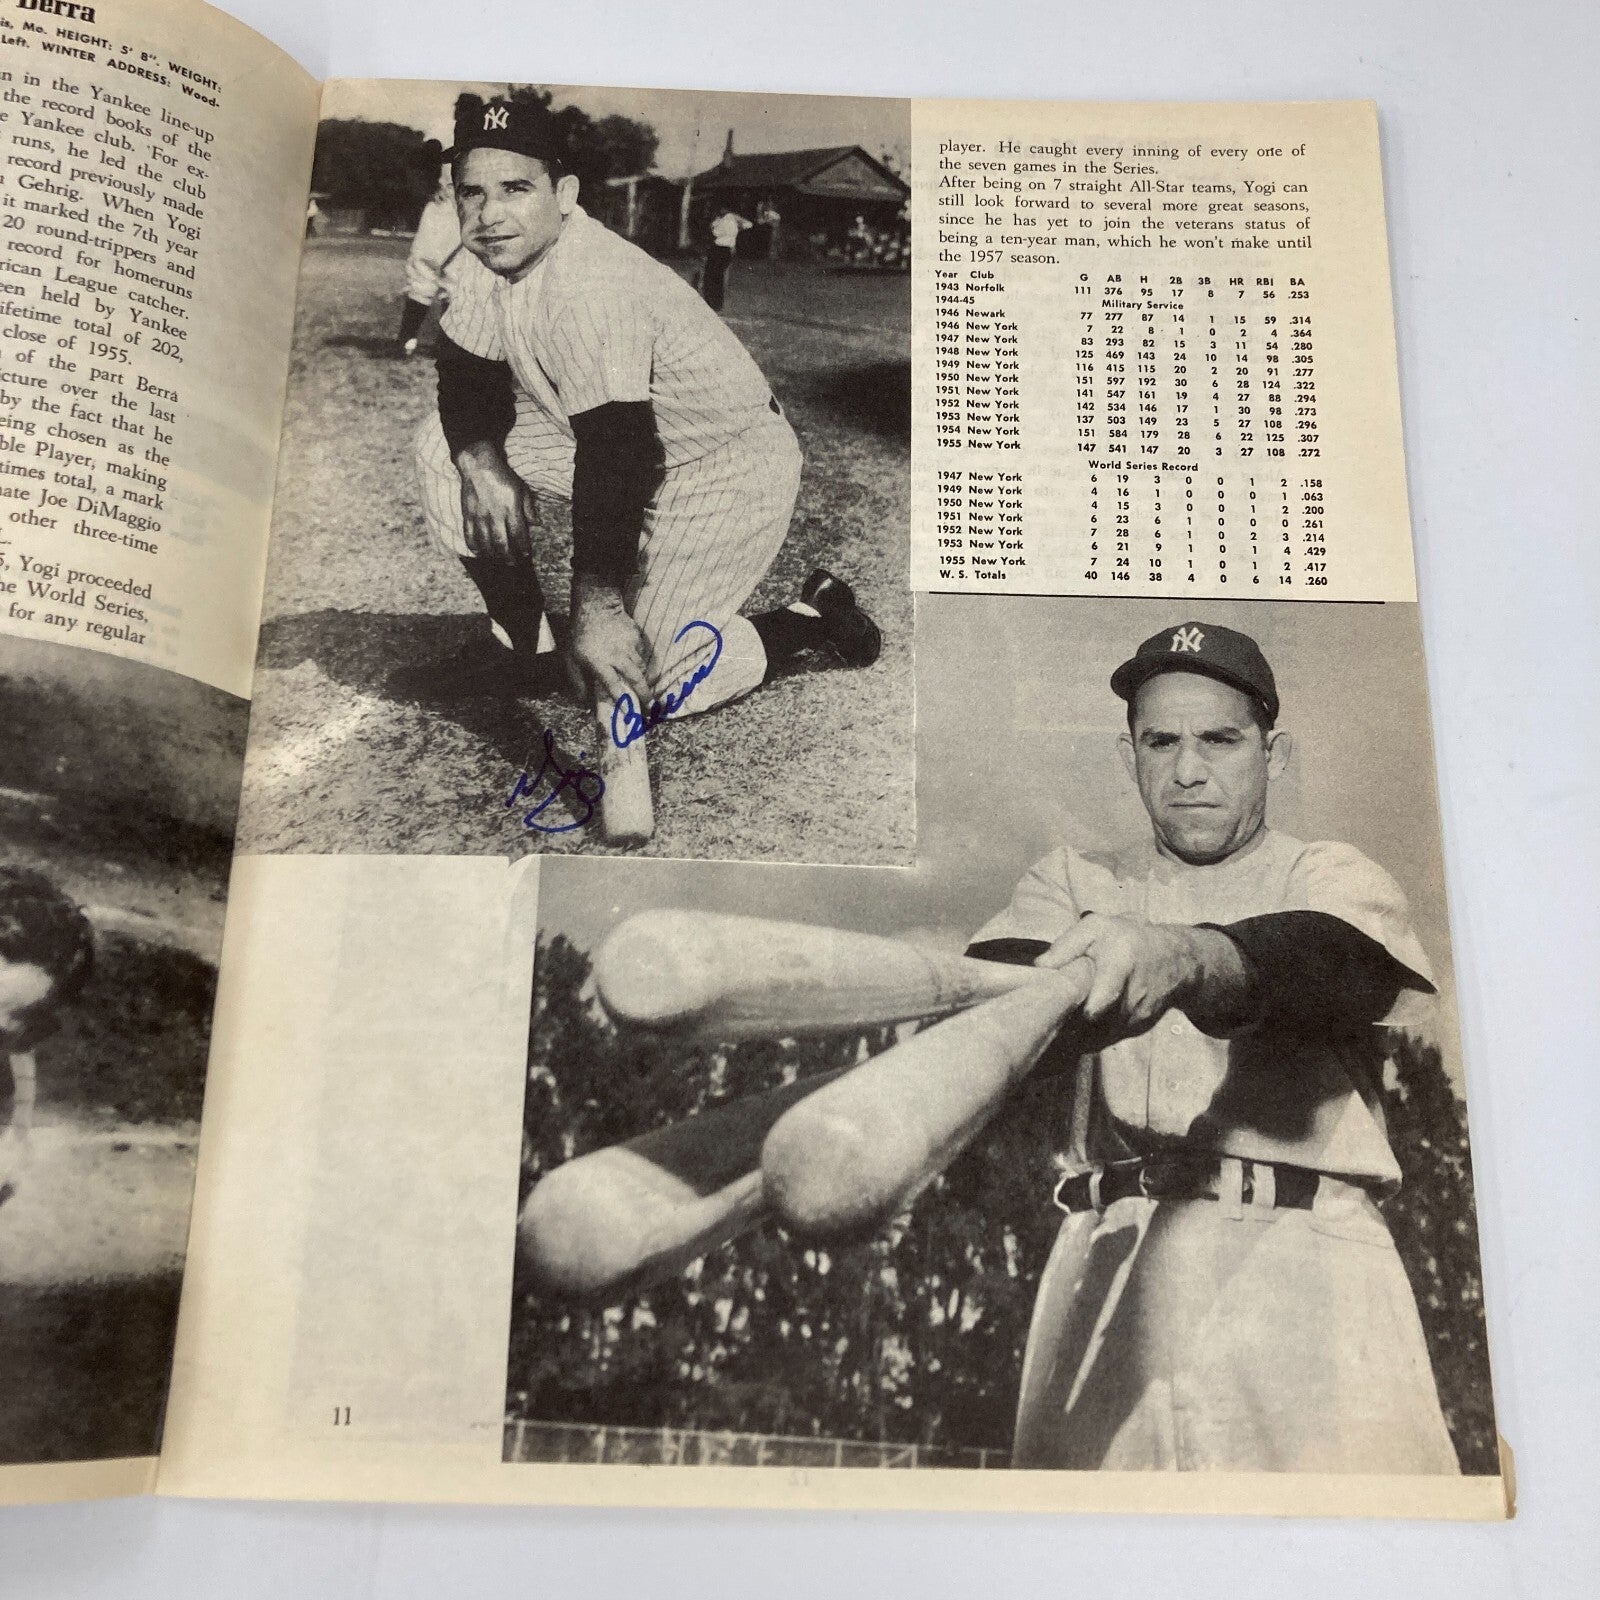 Berra
is, Mo. HEIGHT: 5' 8". WEIGHT:
Left. WINTER ADDRESS: Wood-
n in the Yankee line-up
the record books of the
e Yankee club. For ex-
runs, he led the club
record previously made
Gehrig. When Yogi
it marked the 7th year
20 round-trippers and
record for homeruns
rican League catcher.
een held by Yankee
ifetime total of 202,
close of 1955.
of the part Berra
icture over the last
by the fact that he
eing chosen as the
ble Player, making
times total, a mark
nate Joe DiMaggio
other three-time
5, Yogi proceeded
he World Series,
for any regular
NY
Yogi Berra
player. He caught every inning of every one of
the seven games in the Series.
After being on 7 straight All-Star teams, Yogi can
still look forward to several more great seasons,
since he has yet to join the veterans status of
being a ten-year man, which he won't make until
the 1957 season.
Year Club G AB H 2B 3B HR RBI BA
1943 Norfolk 111 376 95 17 8 7 56 .253
1944-45 Military Service
1946 Newark 77 277 87 14 1 15 59 .314
1946 New York 7 22 8 1 0 2 4 .364
1947 New York 83 293 82 15 3 11 54 .280
1948 New York 125 469 143 24 10 14 98 .305
1949 New York 116 415 115 20 2 20 91 .277
1950 New York 151 597 192 30 6 28 124 .322
1951 New York 141 547 161 19 4 27 88 .294
1952 New York 142 534 146 17 1 30 98 .273
1953 New York 137 503 149 23 5 27 108 .296
1954 New York 151 584 179 28 6 22 125 .307
1955 New York 147 541 147 20 3 27 108 .272
World Series Record
1947 New York 6 19 3 0 0 1 2 .158
1949 New York 4 16 1 0 0 0 1 .063
1950 New York 4 15 3 0 0 1 2 .200
1951 New York 6 23 6 1 0 0 0 .261
1952 New York 7 28 6 1 0 2 3 .214
1953 New York 6 21 9 1 0 1 4 .429
1955 New York 7 24 10 1 0 1 2 .417
W. S. Totals 40 146 38 4 0 6 14 .260
NY
11